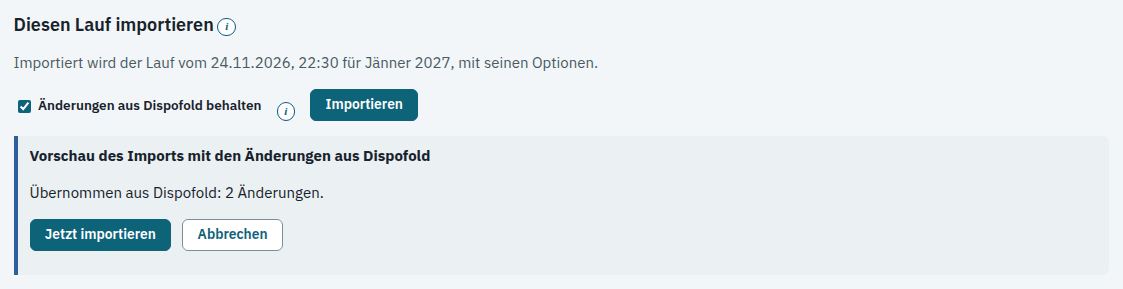 Diesen Lauf importieren i
Importiert wird der Lauf vom 24.11.2026, 22:30 für Jänner 2027, mit seinen Optionen.
Änderungen aus Dispofold behalten i Importieren
Vorschau des Imports mit den Änderungen aus Dispofold
Übernommen aus Dispofold: 2 Änderungen.
Jetzt importieren Abbrechen